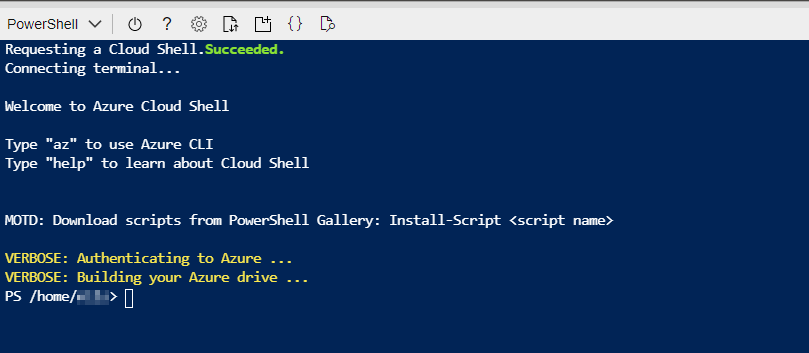 PowerShell
Requesting a Cloud Shell.Succeeded.
Connecting terminal...
Welcome to Azure Cloud Shell
Type "az" to use Azure CLI
Type "help" to learn about Cloud Shell
MOTD: Download scripts from PowerShell Gallery: Install-Script <script name>
VERBOSE: Authenticating to Azure ...
VERBOSE: Building your Azure drive ...
PS /home/>